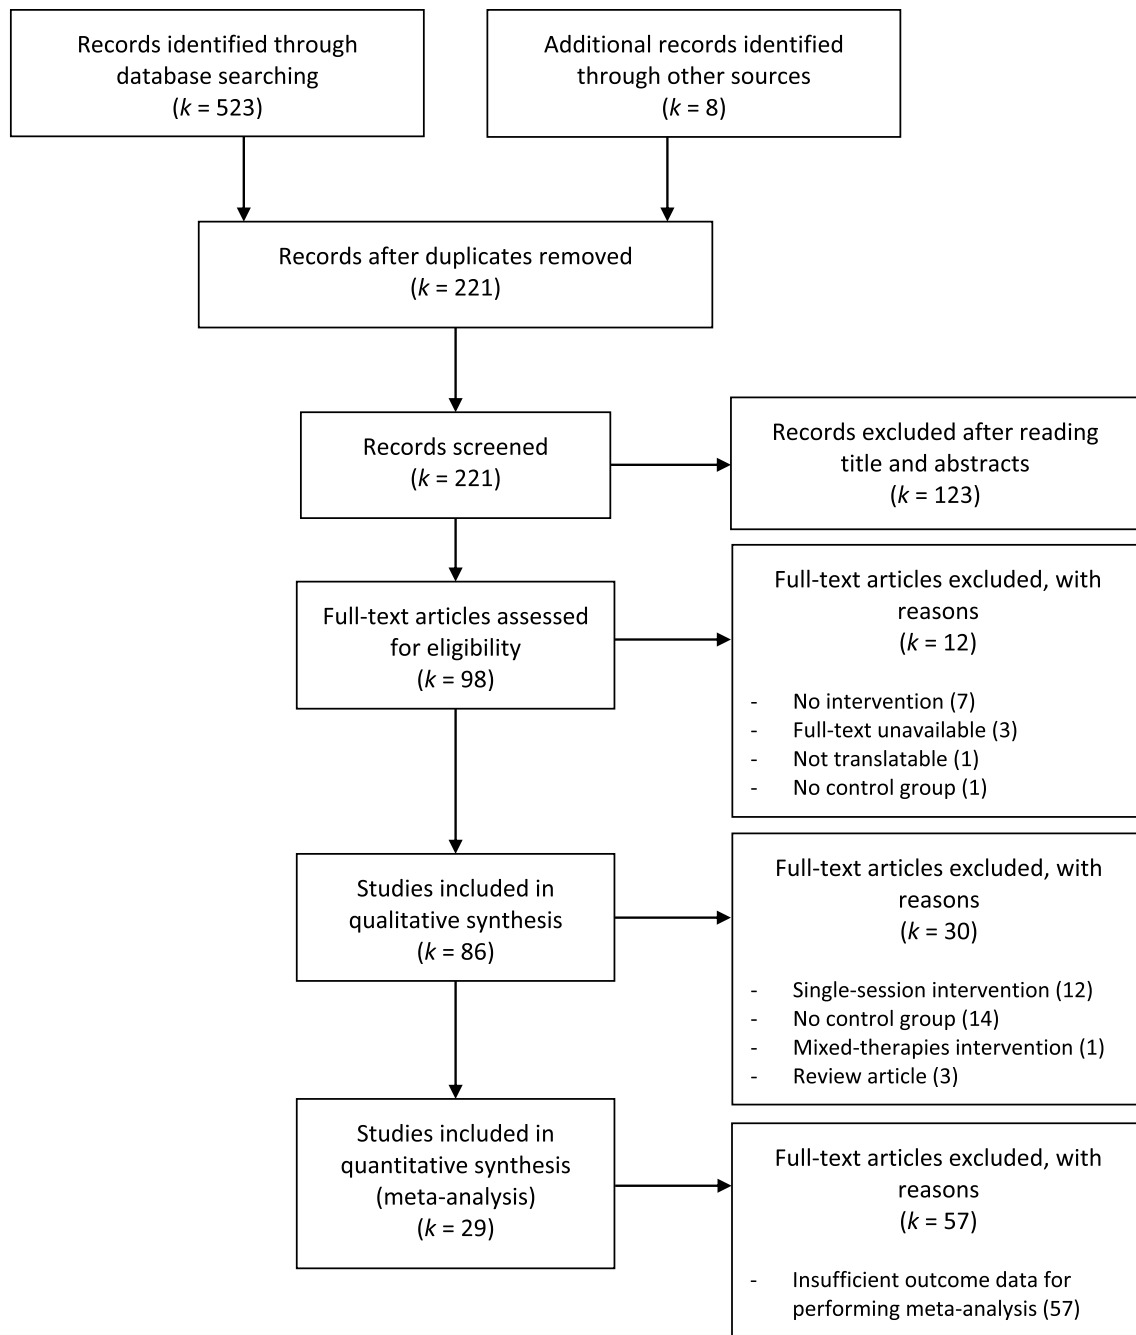 Records identified through
database searching
(k = 523)
Additional records identified
through other sources
(k = 8)
Records after duplicates removed
(k = 221)
Records screened
(k = 221)
Records excluded after reading
title and abstracts
(k = 123)
Full-text articles assessed
for eligibility
(k = 98)
Full-text articles excluded, with
reasons
(k = 12)
- No intervention (7)
- Full-text unavailable (3)
- Not translatable (1)
- No control group (1)
Studies included in
qualitative synthesis
(k = 86)
Full-text articles excluded, with
reasons
(k = 30)
- Single-session intervention (12)
- No control group (14)
- Mixed-therapies intervention (1)
- Review article (3)
Studies included in
quantitative synthesis
(meta-analysis)
(k = 29)
Full-text articles excluded, with
reasons
(k = 57)
- Insufficient outcome data for
performing meta-analysis (57)